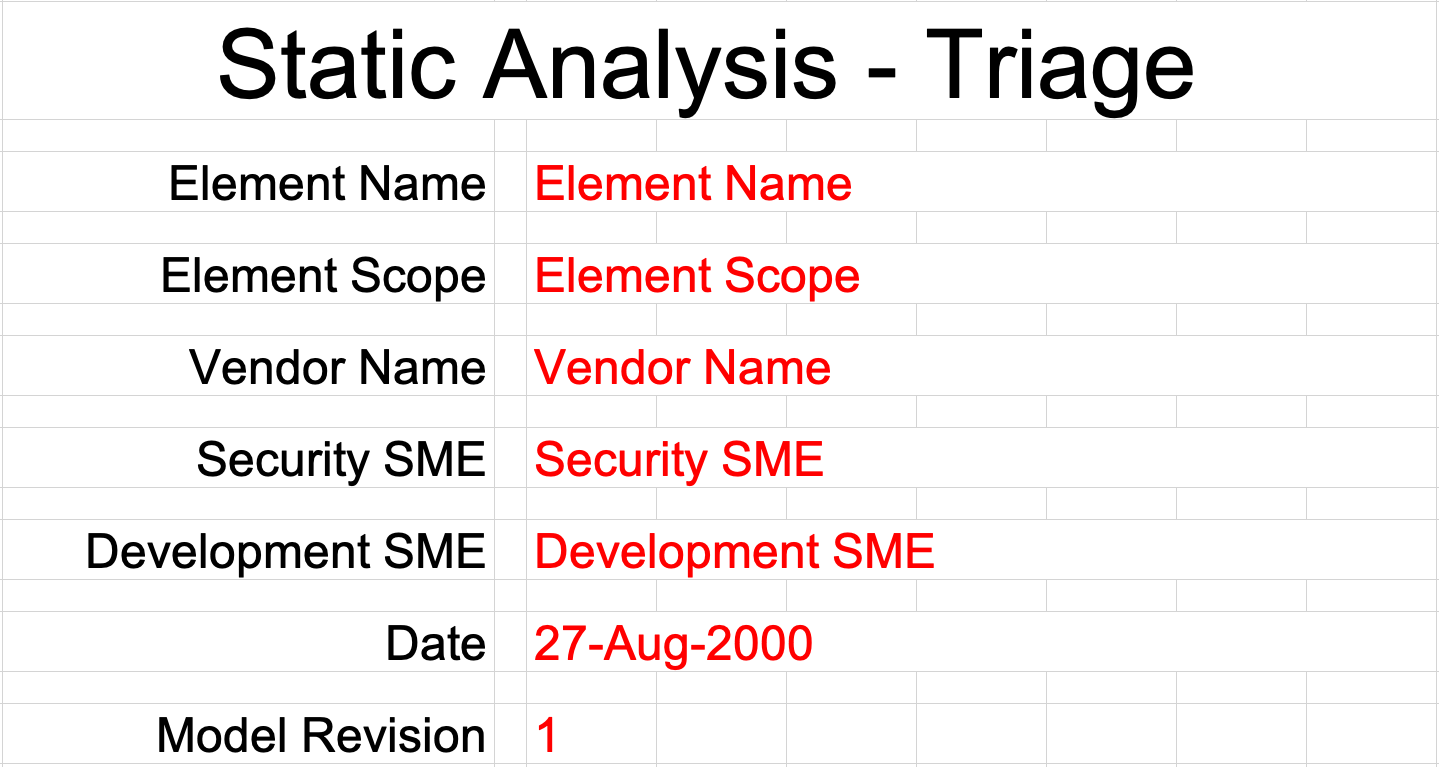 Static Analysis - Triage
Element Name Element Name
Element Scope Element Scope
Vendor Name Vendor Name
Security SME Security SME
Development SME Development SME
Date 27-Aug-2000
Model Revision 1